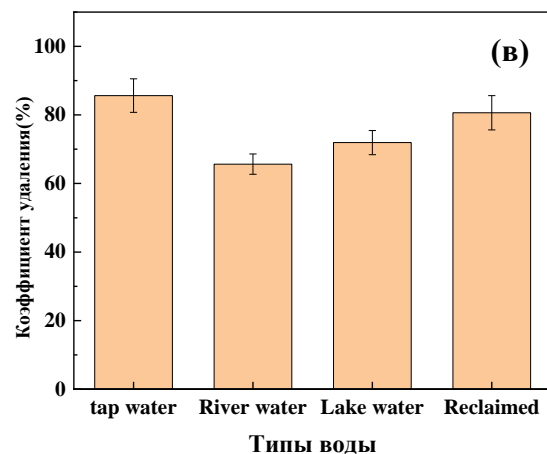 (в)
Коэффициент удаления(%)
100
80
60
40
20
0
tap water River water Lake water Reclaimed
Типы воды